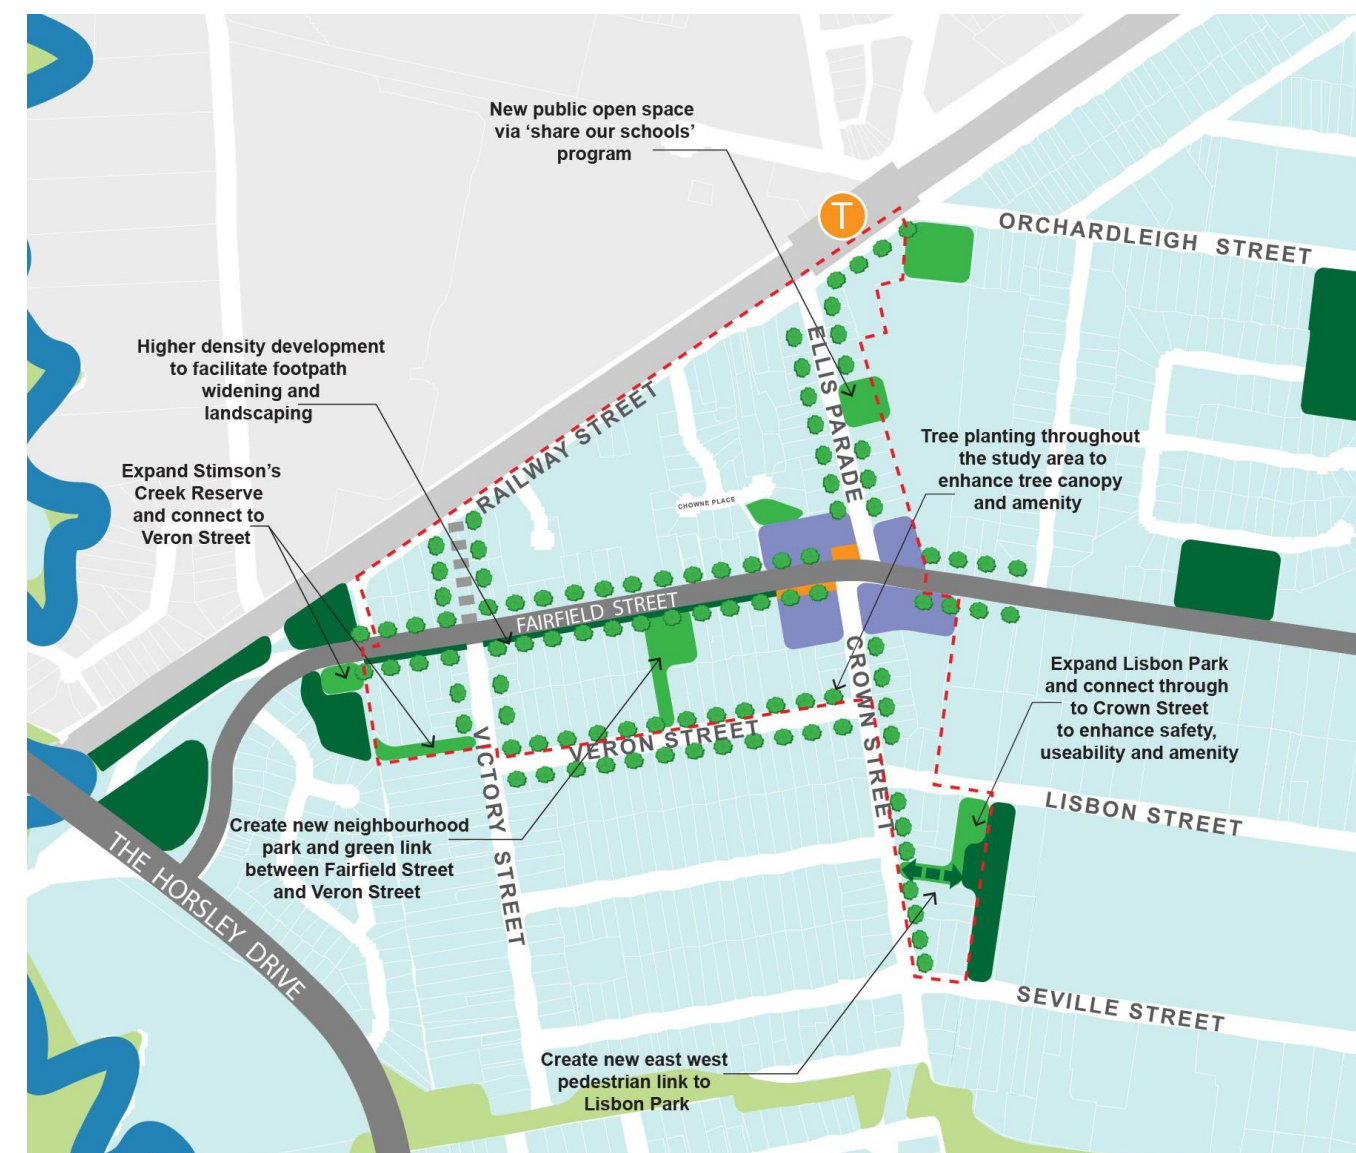 New public open space
via ‘share our schools’
program
T
ORCHARDLEIGH STREET
Higher density development
to facilitate footpath
widening and
landscaping
ELLIS PARADE
RAILWAY STREET
Tree planting throughout
the study area to
enhance tree canopy
and amenity
Expand Stimson’s
Creek Reserve
and connect to
Veron Street
CHOWNE PLACE
FAIRFIELD STREET
CROWN STREET
Expand Lisbon Park
and connect through
to Crown Street
to enhance safety,
useability and amenity
VERON STREET
VICTORY STREET
LISBON STREET
Create new neighbourhood
park and green link
between Fairfield Street
and Veron Street
THE HORSLEY DRIVE
SEVILLE STREET
Create new east west
pedestrian link to
Lisbon Park